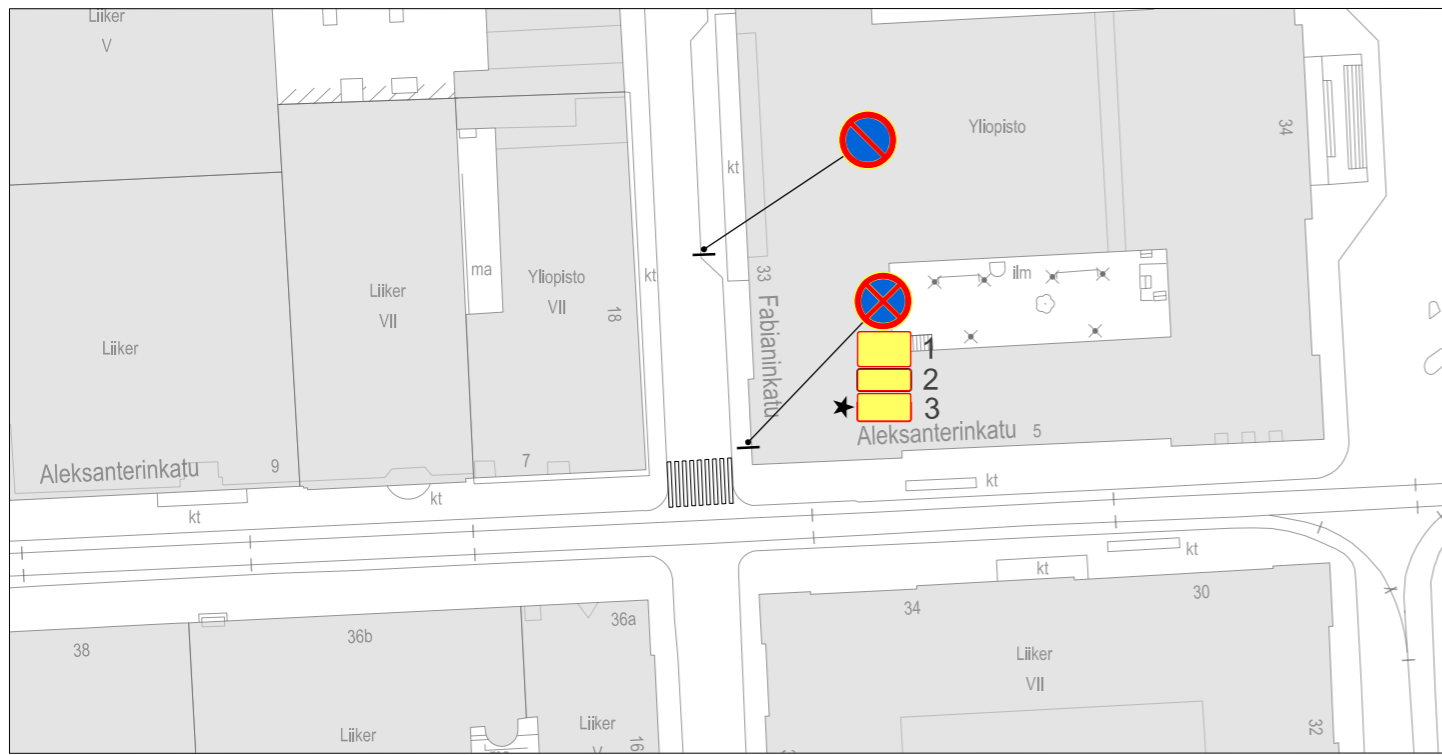 Liiker
V
Yliopisto
34
kt
ma
kt
Yliopisto
VII
18
Liiker
VII
Liiker
33 Fabianinkatu
ilm
1
2
3
Aleksanterinkatu 5
Aleksanterinkatu
9
7
kt
kt
kt
kt
kt
34
30
36a
36b
38
Liiker
VII
Liiker
Liiker
V
16
32